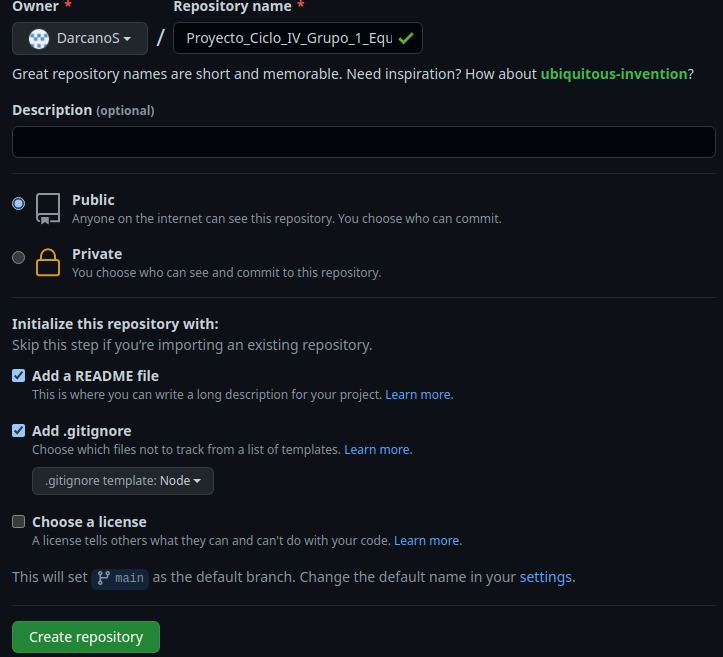 Owner * Repository name *
DarcanoS / Proyecto_Ciclo_IV_Grupo_1_Equ
Great repository names are short and memorable. Need inspiration? How about ubiquitous-invention?
Description (optional)
Public
Anyone on the internet can see this repository. You choose who can commit.
Private
You choose who can see and commit to this repository.
Initialize this repository with:
Skip this step if you're importing an existing repository.
Add a README file
This is where you can write a long description for your project. Learn more.
Add .gitignore
Choose which files not to track from a list of templates. Learn more.
.gitignore template: Node
Choose a license
A license tells others what they can and can't do with your code. Learn more.
This will set main as the default branch. Change the default name in your settings.
Create repository